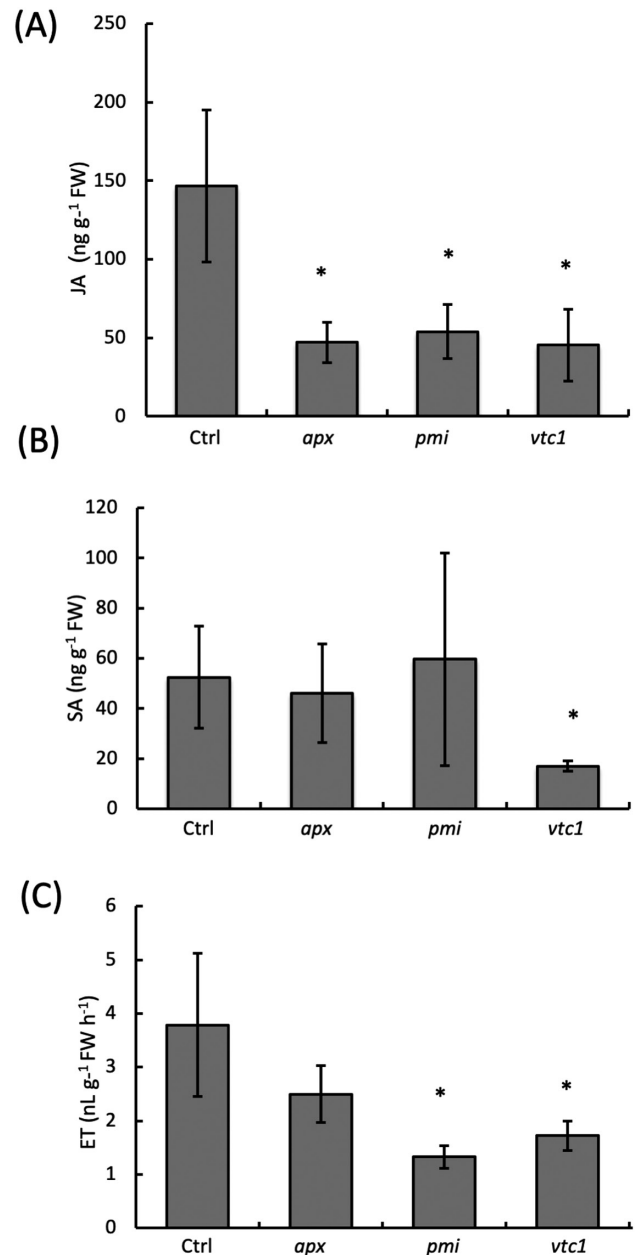 (A)
JA (ng g-1 FW)
250
200
150
100
50
0
*
*
*
Ctrl
apx
pmi
vtc1
(B)
SA (ng g-1 FW)
120
100
80
60
40
20
0
*
Ctrl
apx
pmi
vtc1
(C)
ET (nL g-1 FW h-1)
6
5
4
3
2
1
0
*
*
Ctrl
apx
pmi
vtc1